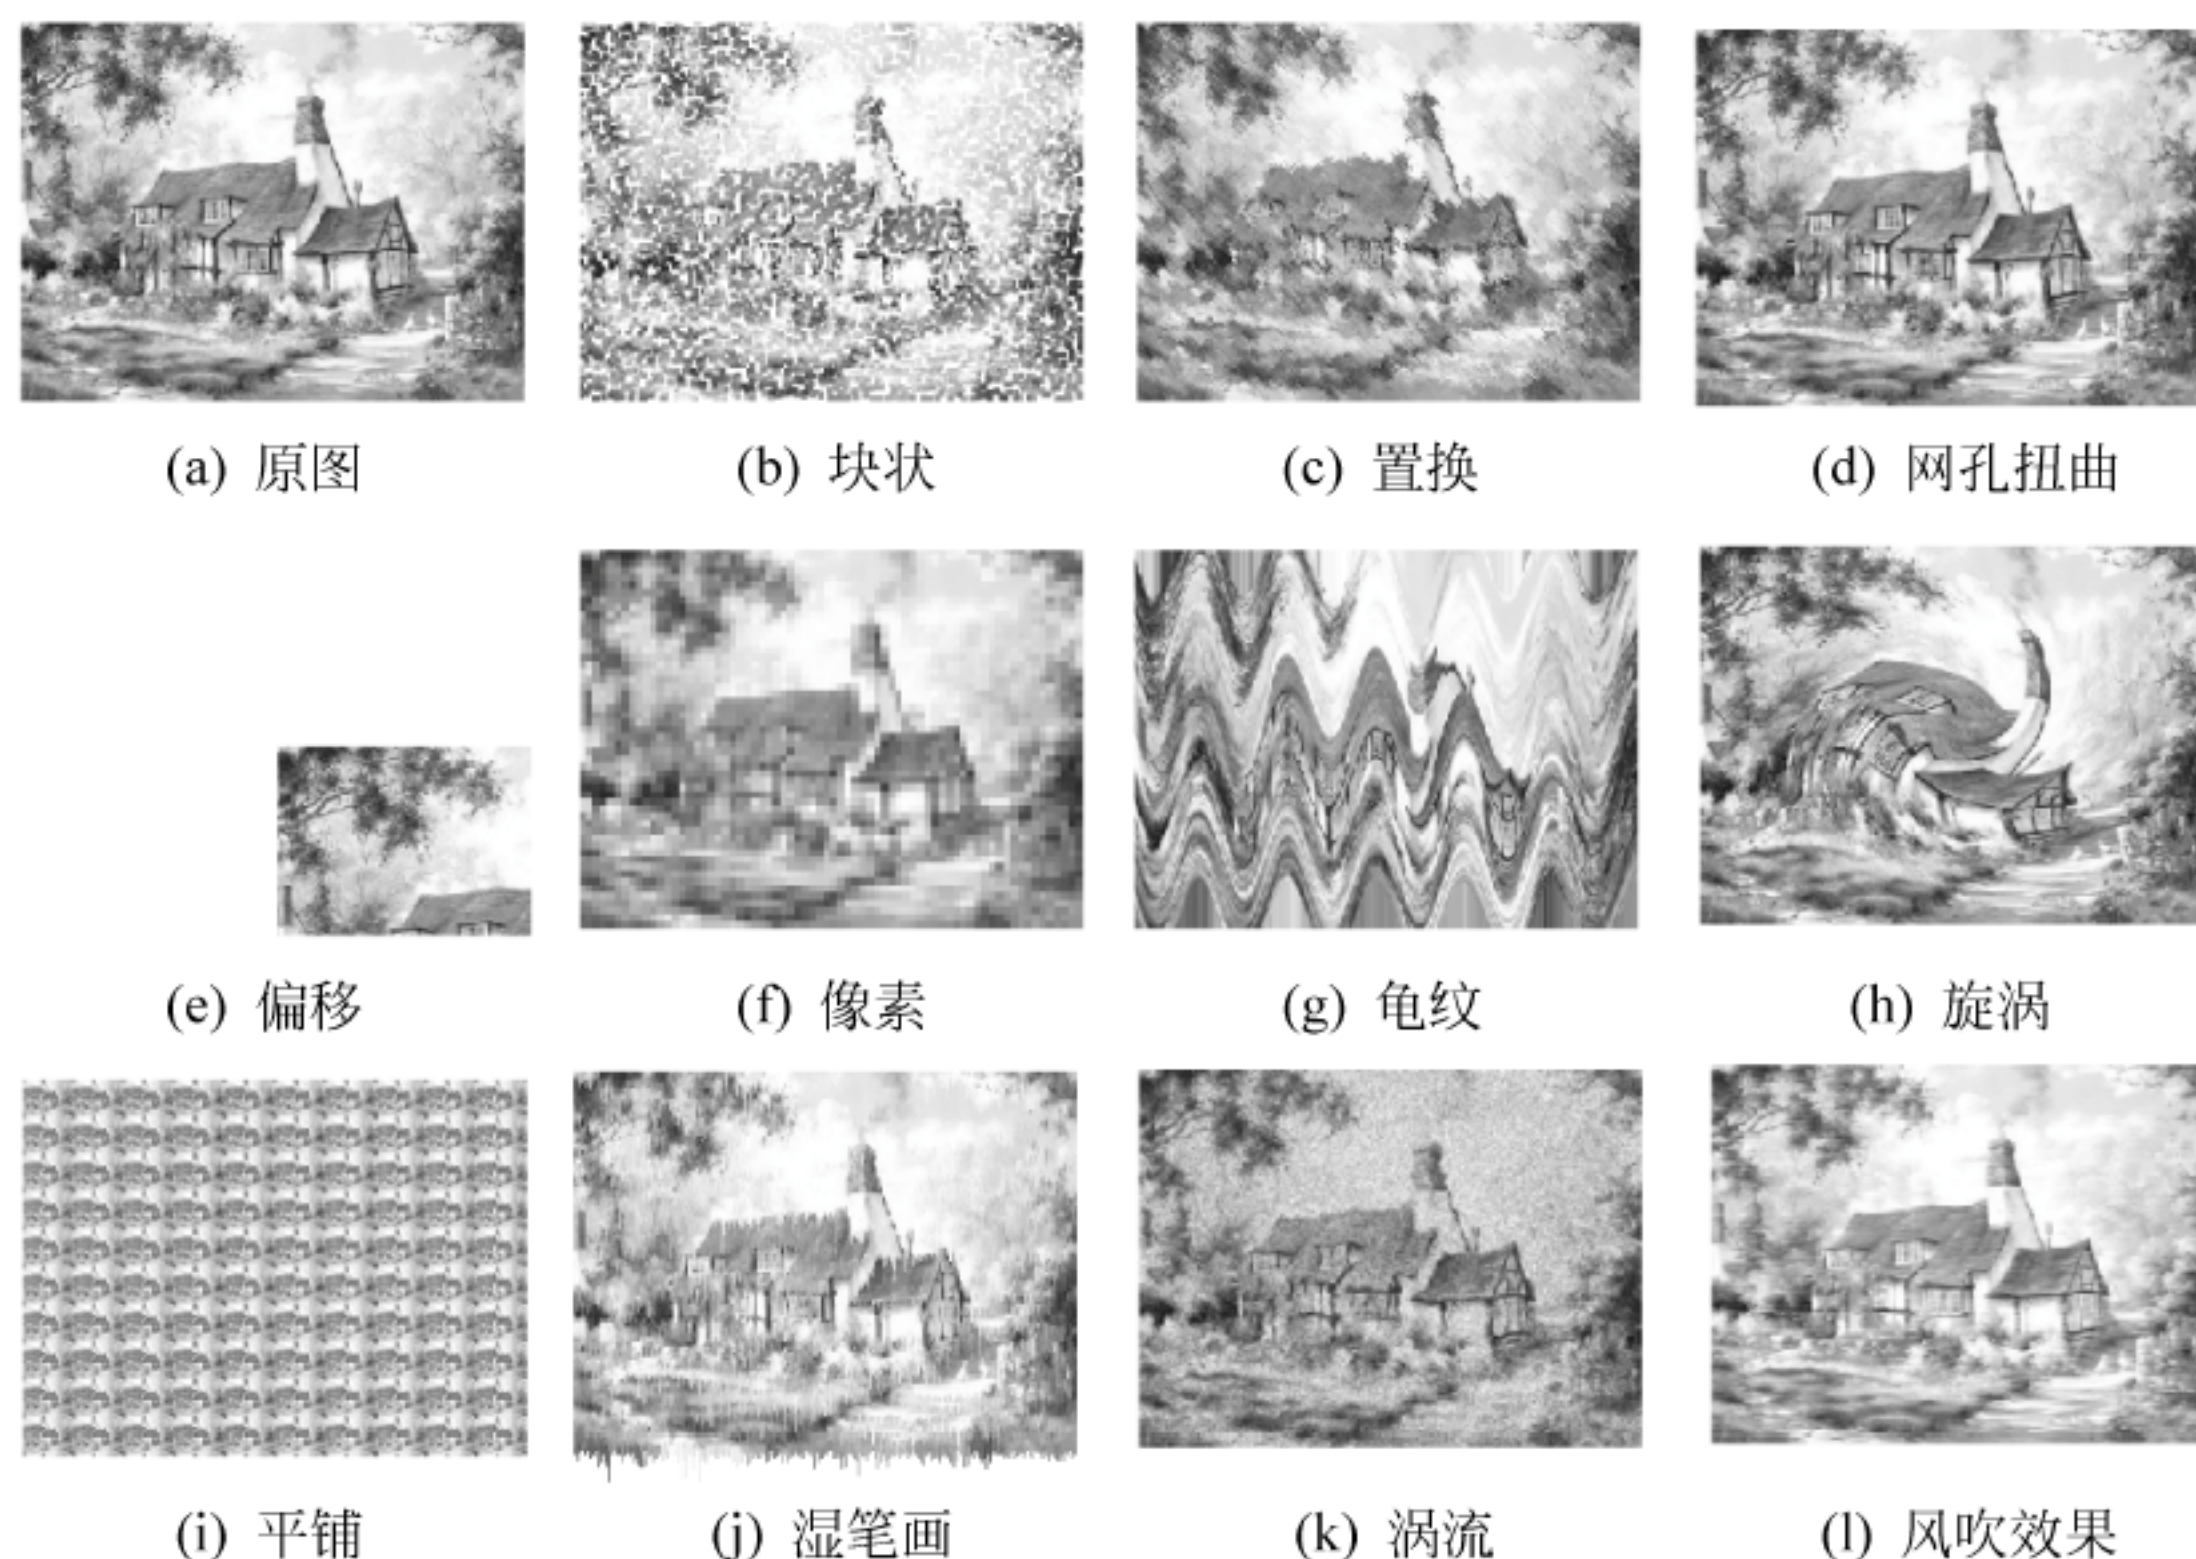 (a) 原图
(b) 块状
(c) 置换
(d) 网孔扭曲
(e) 偏移
(f) 像素
(g) 龟纹
(h) 旋涡
(i) 平铺
(j) 湿笔画
(k) 涡流
(l) 风吹效果